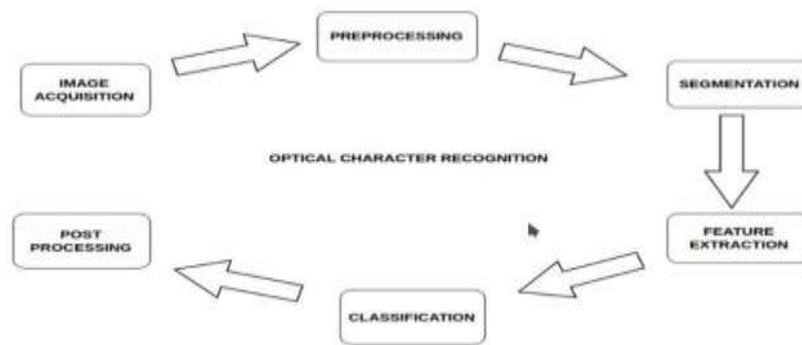 PREPROCESSING
IMAGE
ACQUISITION
SEGMENTATION
OPTICAL CHARACTER RECOGNITION
POST
PROCESSING
FEATURE
EXTRACTION
CLASSIFICATION